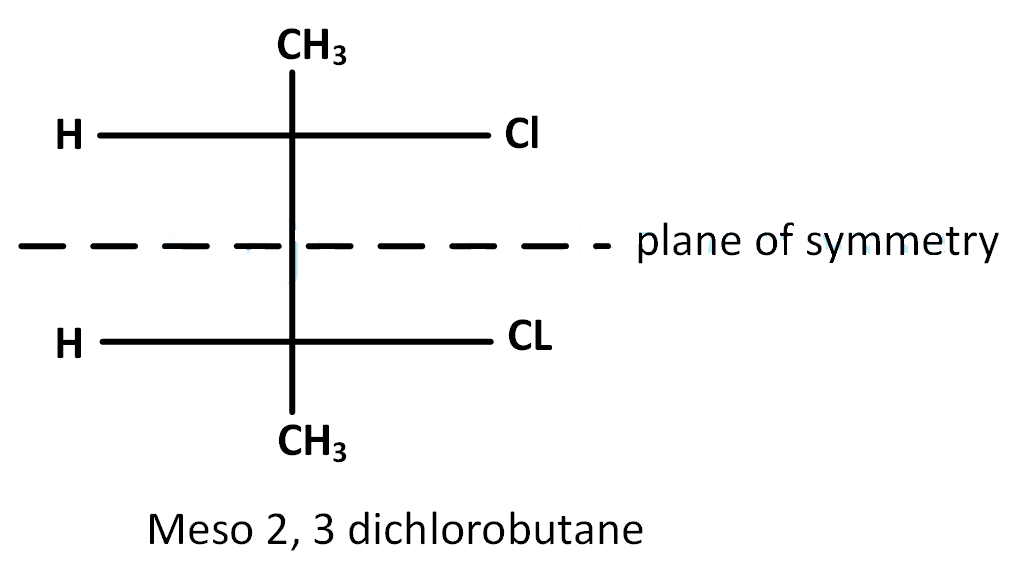 CH₃
H Cl
plane of symmetry
H CL
CH₃
Meso 2, 3 dichlorobutane